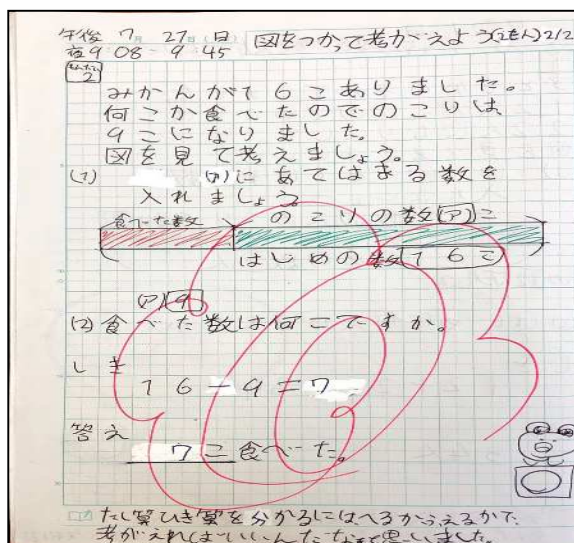 午後 7月 27日
夜9:08-9:45 図をつかって考がえよう(2もん)2/2
もんだい2
みかんが16こありました。
何こか食べたのでのこりは、
9こになりました。
図を見て考えましょう。
(1) (ア)にあてはまる数を
入れましょう。
食べた数 のこりの数(ア)こ
はじめの数(16こ)
(ア)9
(2)食べた数は何こですか。
しき
16-9=7
答え
7こ食べた。
たし算ひき算を分かるにはへるかふえるかで、
考がえればいいんだなと思いました。